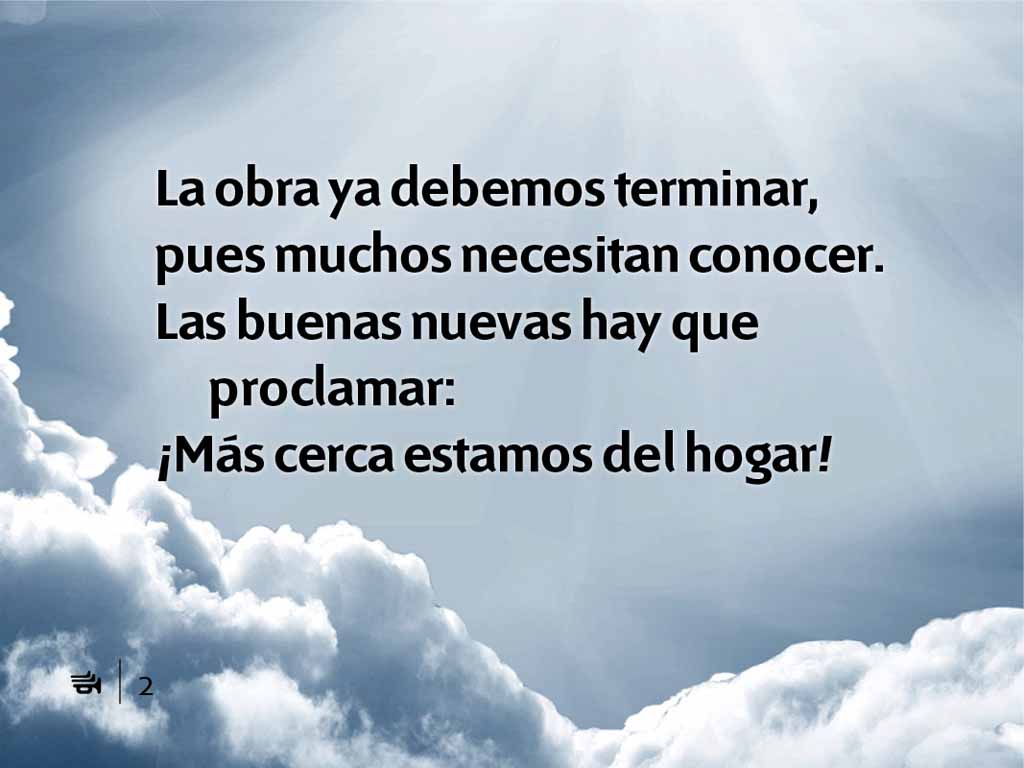 La obra ya debemos terminar,
pues muchos necesitan conocer.
Las buenas nuevas hay que
proclamar:
¡Más cerca estamos del hogar!
2